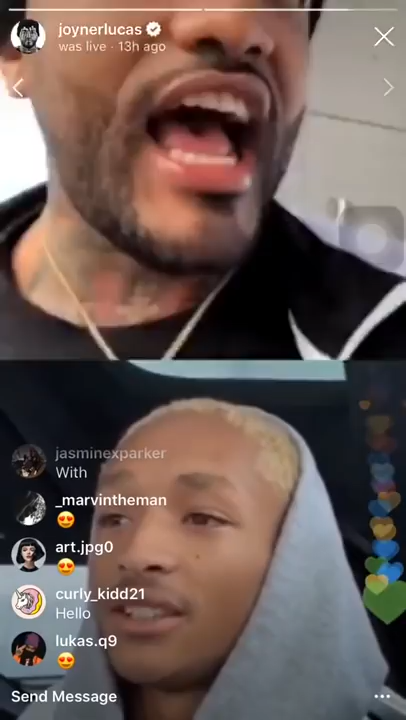 joynerlucas
was live · 13h ago
jasminexparker
With
_marvintheman
😍
art.jpg0
😍
curly_kidd21
Hello
lukas.q9
😍
Send Message